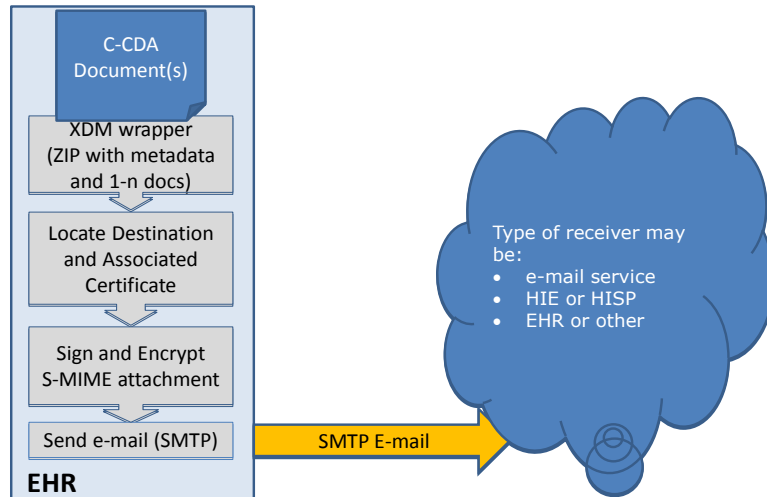 C-CDA
Document(s)
XDM wrapper
(ZIP with metadata
and 1-n docs)
Locate Destination
and Associated
Certificate
Sign and Encrypt
S-MIME attachment
Send e-mail (SMTP)
EHR
SMTP E-mail
Type of receiver may
be:
• e-mail service
• HIE or HISP
• EHR or other